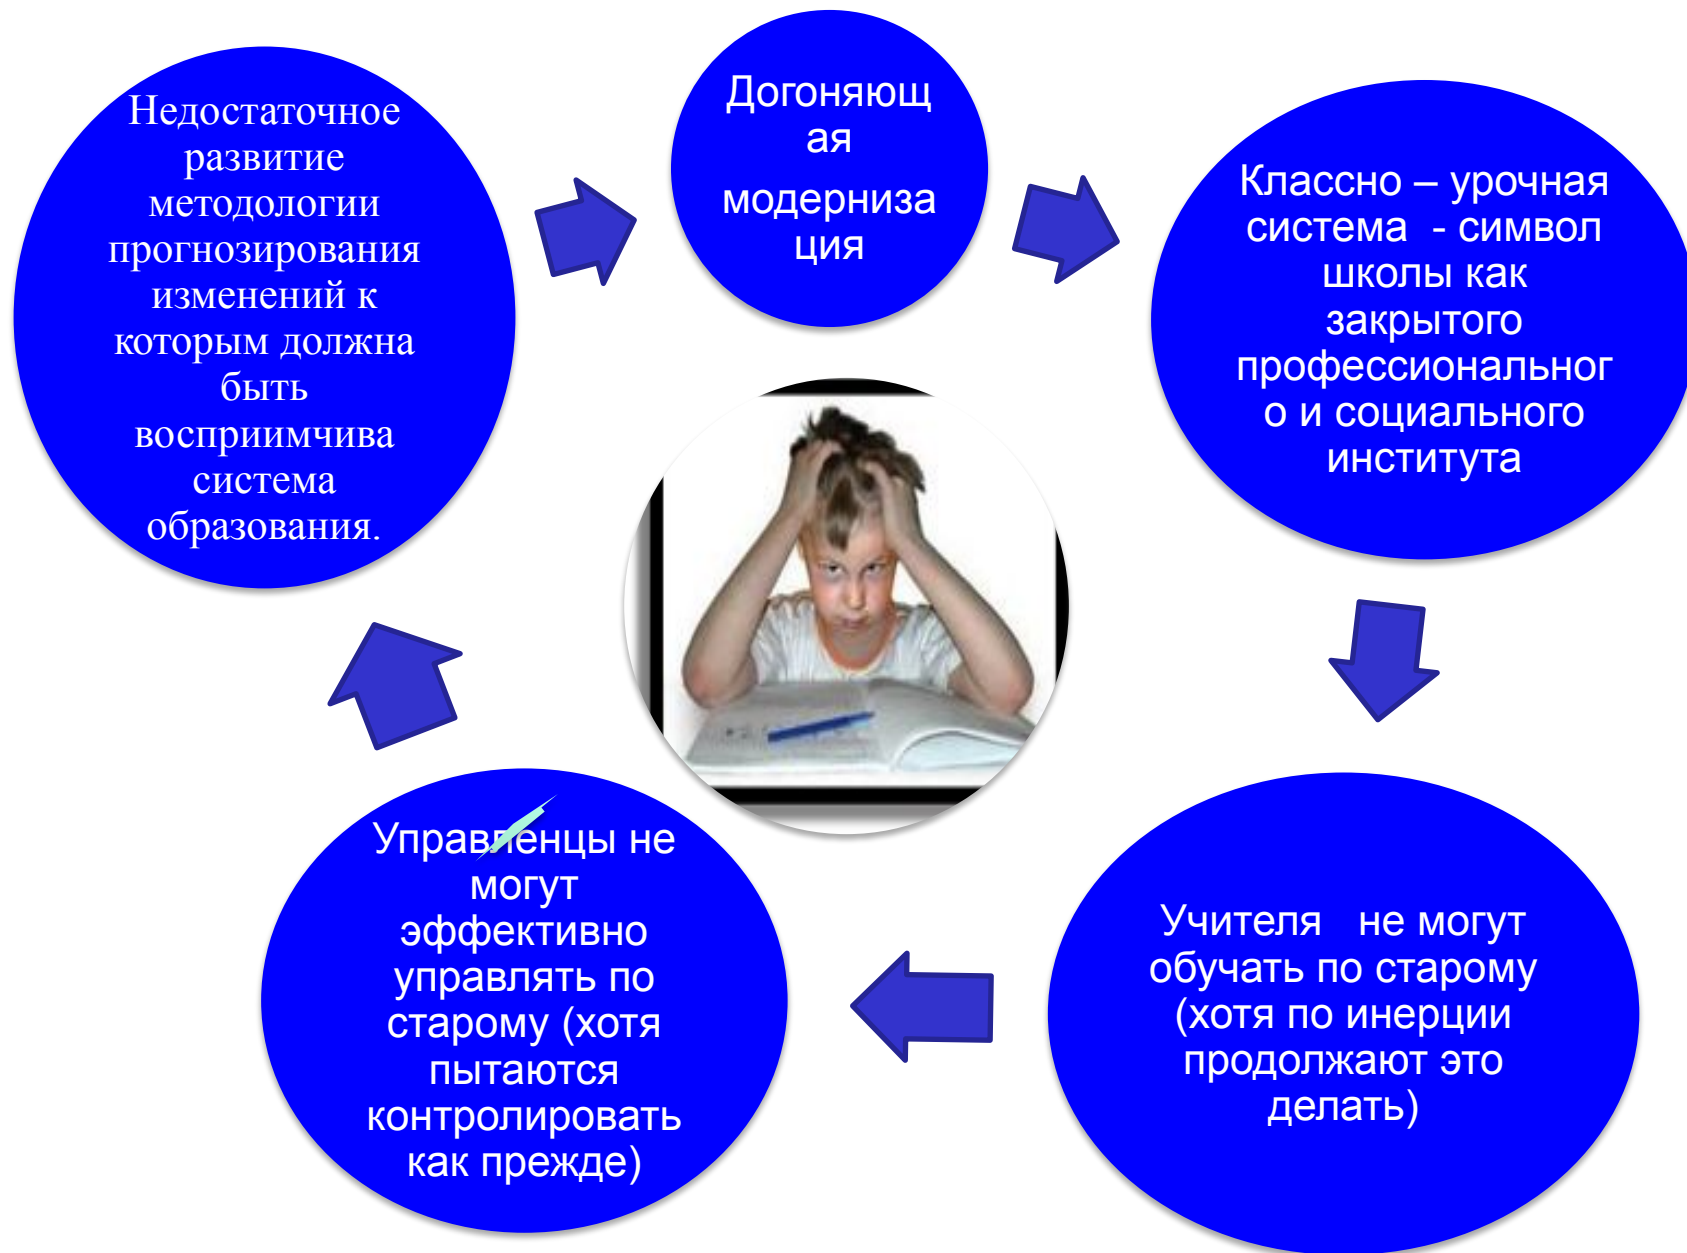 Недостаточное
развитие
методологии
прогнозирования
изменений к
которым должна
быть
восприимчива
система
образования.
Догоняющ
ая
модерниза
ция
Классно – урочная
система - символ
школы как
закрытого
профессиональног
о и социального
института
Учителя не могут
обучать по старому
(хотя по инерции
продолжают это
делать)
Управленцы не
могут
эффективно
управлять по
старому (хотя
пытаются
контролировать
как прежде)